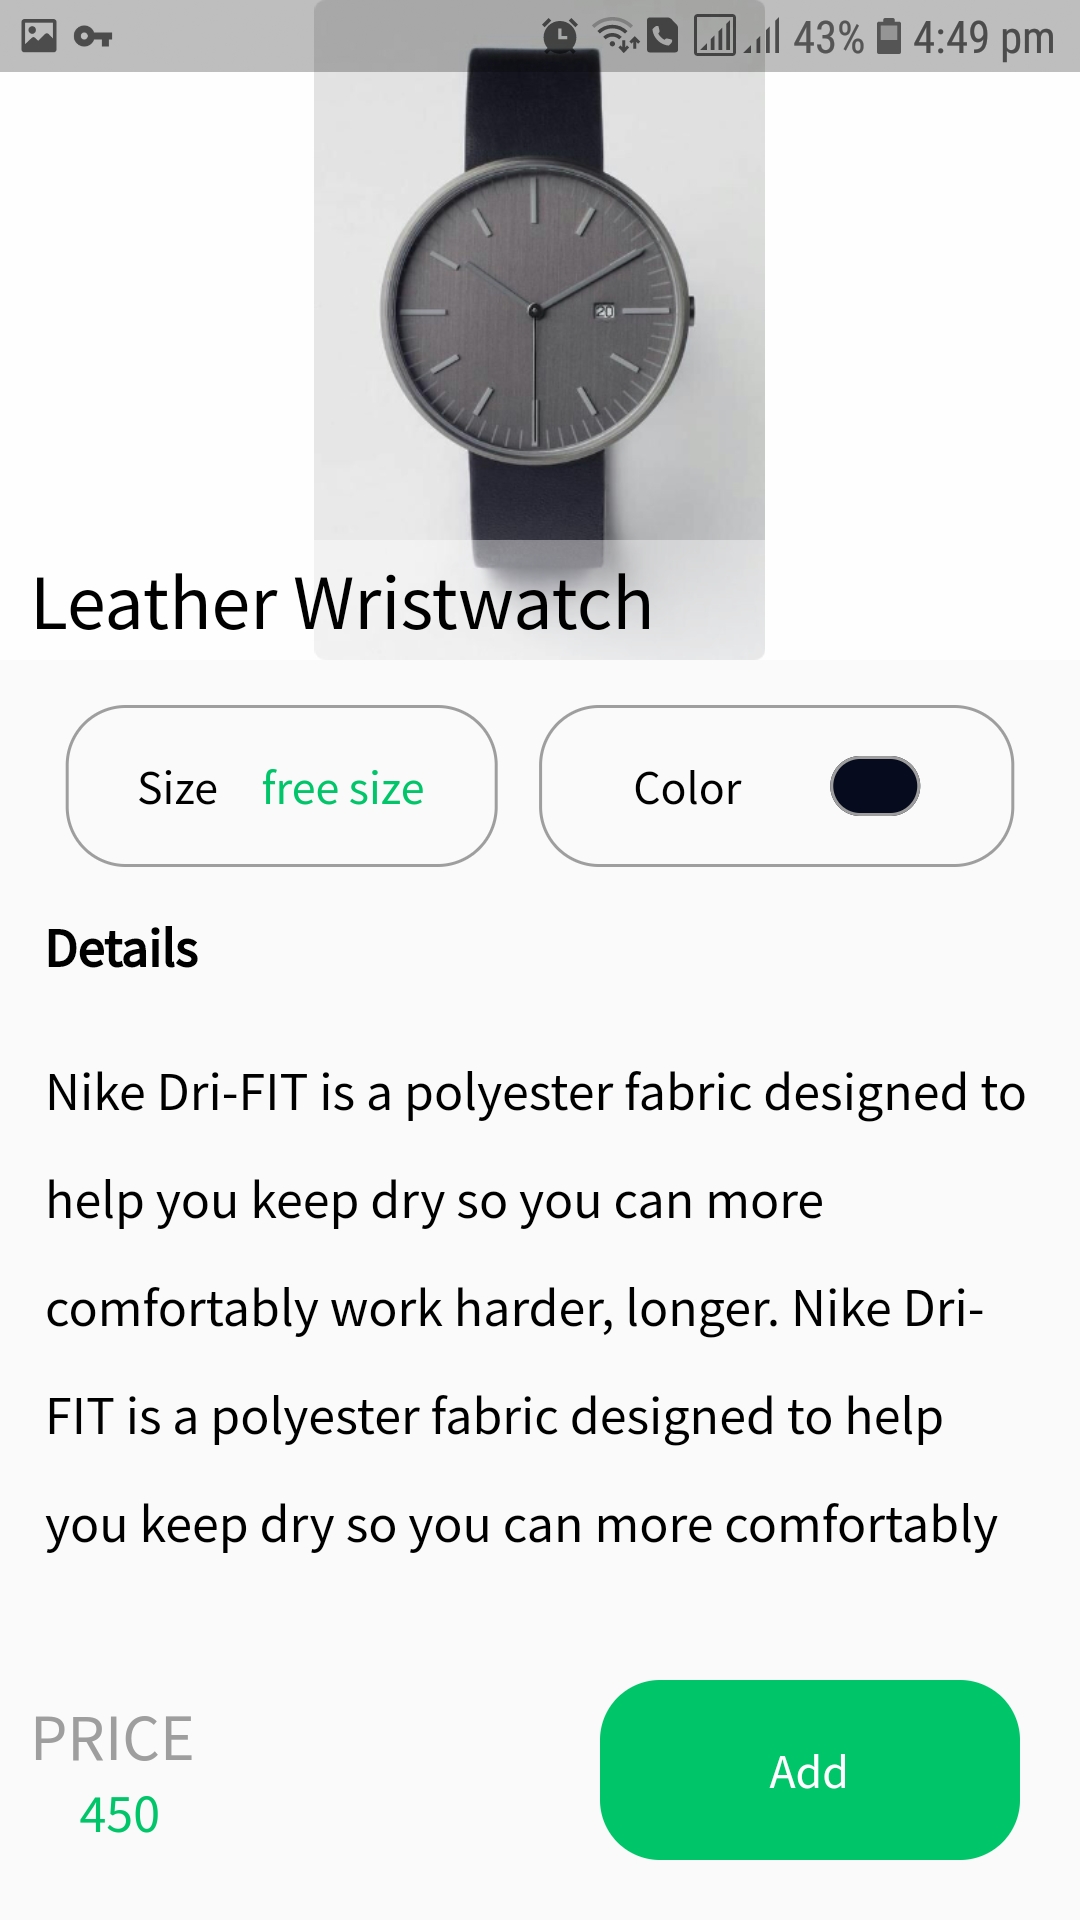 43% 4:49 pm
20
Leather Wristwatch
Size free size Color
Details
Nike Dri-FIT is a polyester fabric designed to
help you keep dry so you can more
comfortably work harder, longer. Nike Dri-
FIT is a polyester fabric designed to help
you keep dry so you can more comfortably
PRICE
450
Add